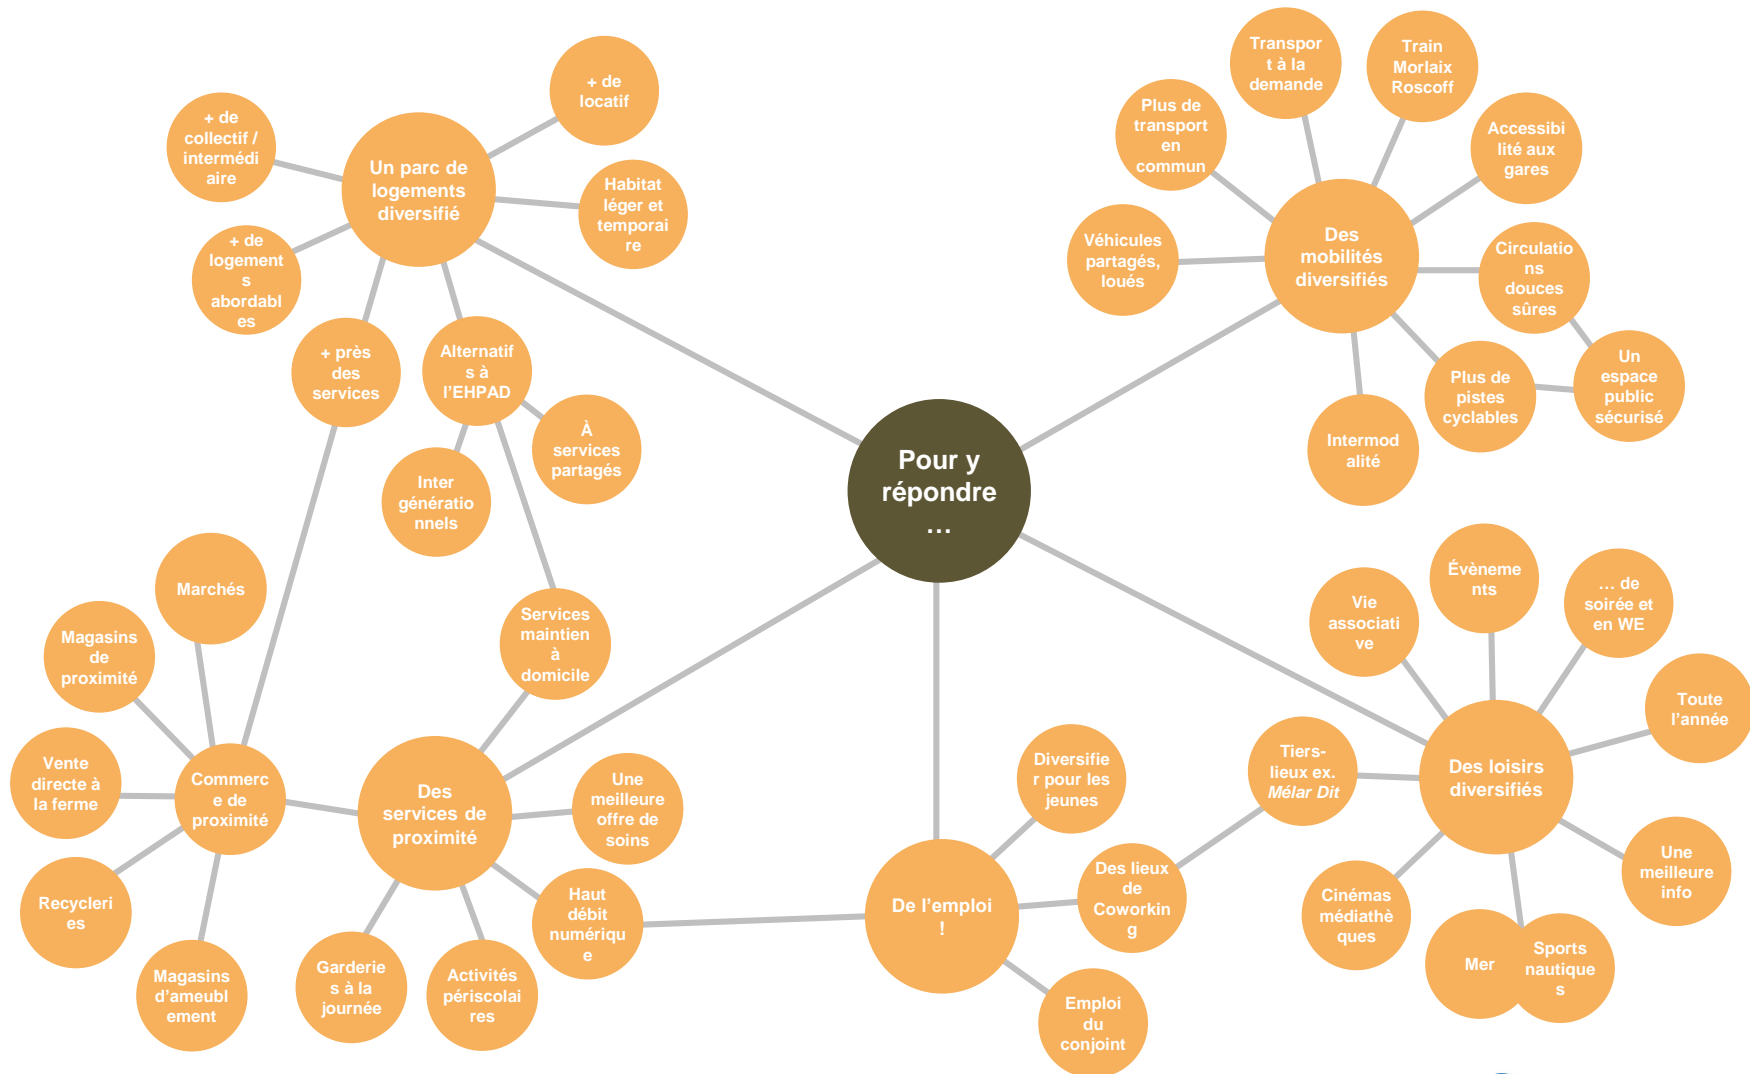 + de
locatif
+ de
collectif /
intermédi
aire
Un parc de
logements
diversifié
Habitat
léger et
temporai
re
+ de
logement
s
abordabl
es
+ près
des
services
Alternatif
s à
l'EHPAD
À
services
partagés
Inter
génératio
nnels
Transpor
t à la
demande
Train
Morlaix
Roscoff
Plus de
transport
en
commun
Accessibi
lité aux
gares
Véhicules
partagés,
loués
Des
mobilités
diversifiés
Circulatio
ns
douces
sûres
Un
espace
public
sécurisé
Plus de
pistes
cyclables
Intermod
alité
Pour y
répondre
…
Marchés
Magasins
de
proximité
Services
maintien
à
domicile
Vente
directe à
la ferme
Commerc
e de
proximité
Des
services de
proximité
Une
meilleure
offre de
soins
Recycleri
es
Magasins
d'ameubl
ement
Garderie
s à la
journée
Activités
périscolai
res
Haut
débit
numériqu
e
Diversifie
r pour les
jeunes
De l'emploi
!
Des lieux
de
Coworkin
g
Emploi
du
conjoint
Vie
associati
ve
Évèneme
nts
… de
soirée et
en WE
Toute
l'année
Tiers-
lieux ex.
Mélar Dit
Des loisirs
diversifiés
Une
meilleure
info
Cinémas
médiathè
ques
Mer
Sports
nautique
s